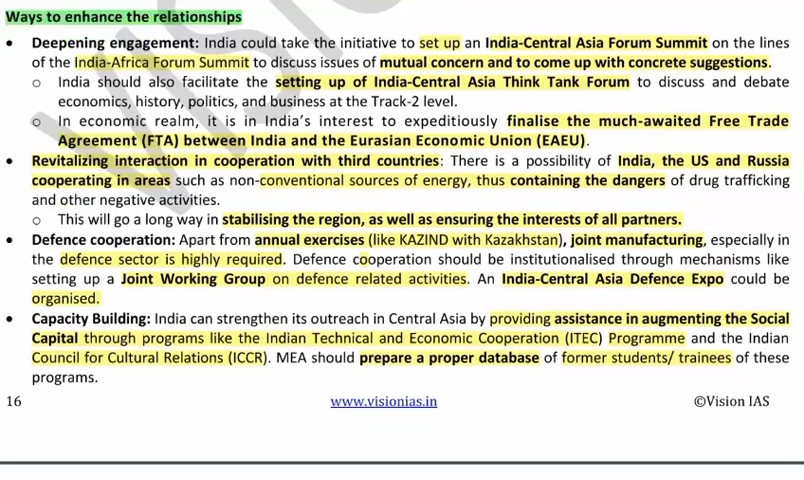 Ways to enhance the relationships
• Deepening engagement: India could take the initiative to set up an India-Central Asia Forum Summit on the lines
of the India-Africa Forum Summit to discuss issues of mutual concern and to come up with concrete suggestions.
o India should also facilitate the setting up of India-Central Asia Think Tank Forum to discuss and debate
economics, history, politics, and business at the Track-2 level.
o In economic realm, it is in India's interest to expeditiously finalise the much-awaited Free Trade
Agreement (FTA) between India and the Eurasian Economic Union (EAEU).
• Revitalizing interaction in cooperation with third countries: There is a possibility of India, the US and Russia
cooperating in areas such as non-conventional sources of energy, thus containing the dangers of drug trafficking
and other negative activities.
o This will go a long way in stabilising the region, as well as ensuring the interests of all partners.
• Defence cooperation: Apart from annual exercises (like KAZIND with Kazakhstan), joint manufacturing, especially in
the defence sector is highly required. Defence cooperation should be institutionalised through mechanisms like
setting up a Joint Working Group on defence related activities. An India-Central Asia Defence Expo could be
organised.
• Capacity Building: India can strengthen its outreach in Central Asia by providing assistance in augmenting the Social
Capital through programs like the Indian Technical and Economic Cooperation (ITEC) Programme and the Indian
Council for Cultural Relations (ICCR). MEA should prepare a proper database of former students/ trainees of these
programs.
16 www.visionias.in ©Vision IAS